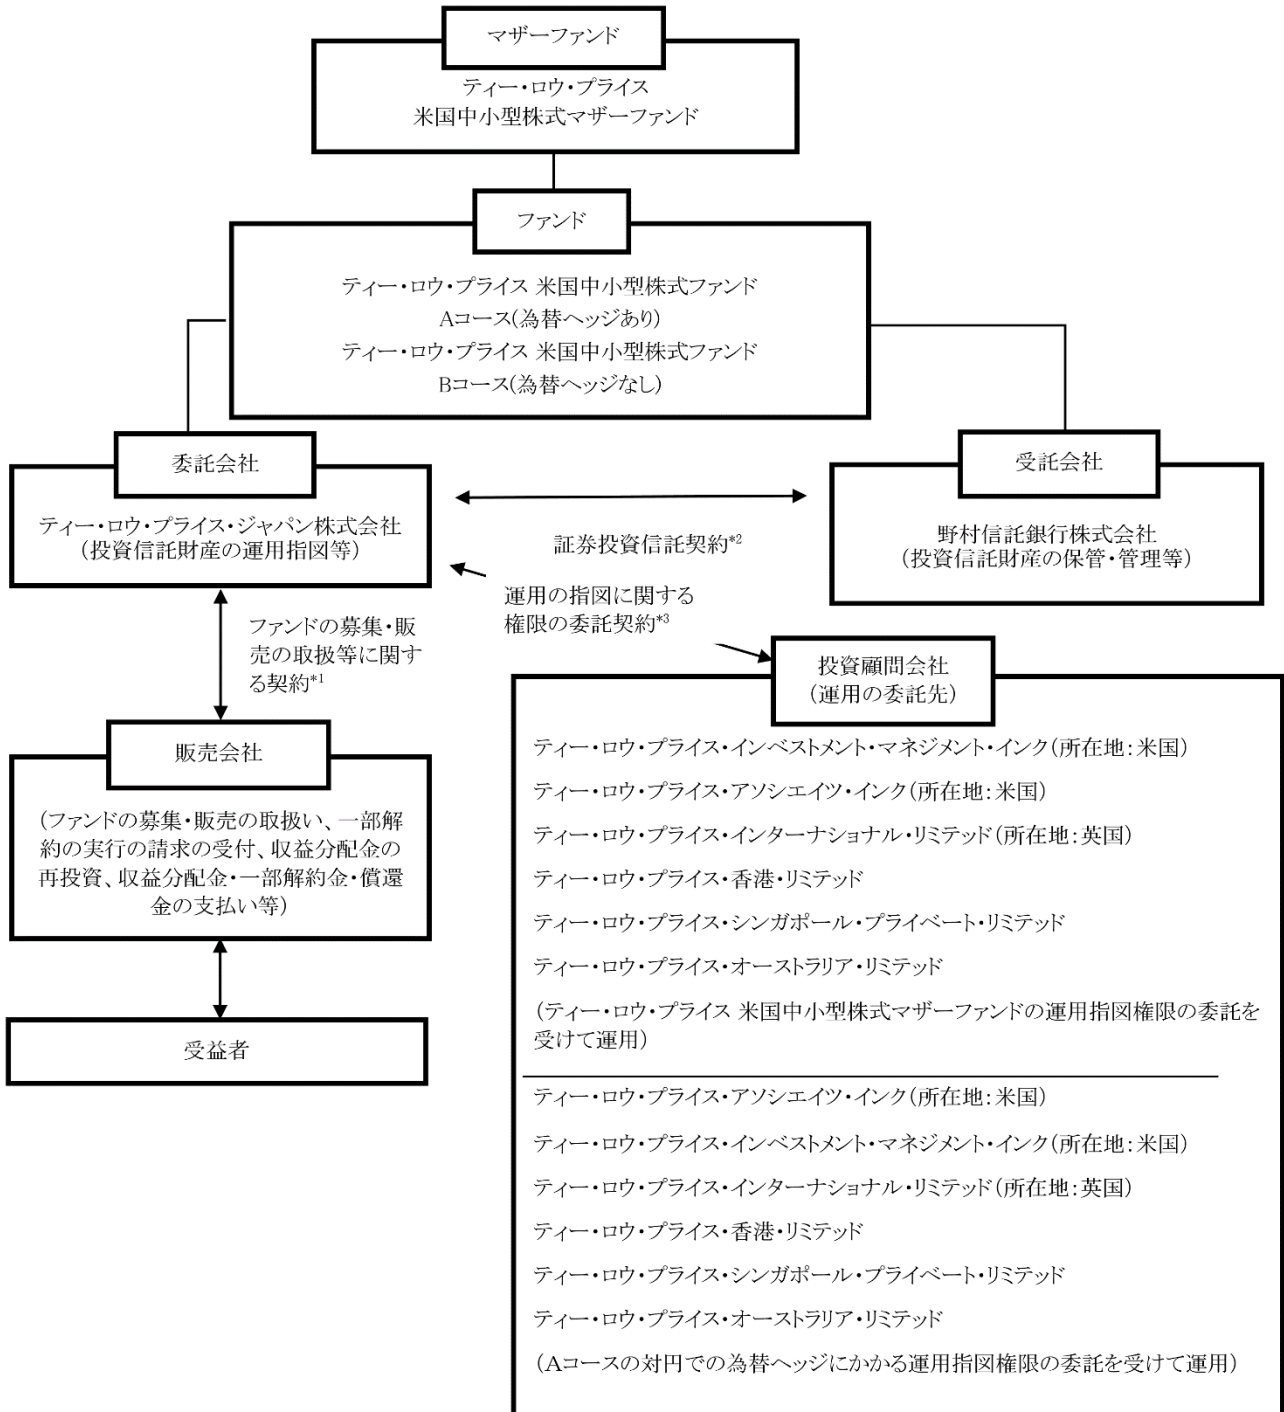 マザーファンド
ティー・ロウ・プライス
米国中小型株式マザーファンド
ファンド
ティー・ロウ・プライス 米国中小型株式ファンド
Aコース(為替ヘッジあり)
ティー・ロウ・プライス 米国中小型株式ファンド
Bコース(為替ヘッジなし)
委託会社
ティー・ロウ・プライス・ジャパン株式会社
(投資信託財産の運用指図等)
証券投資信託契約*2
受託会社
野村信託銀行株式会社
(投資信託財産の保管・管理等)
運用の指図に関する
権限の委託契約*3
ファンドの募集・販
売の取扱等に関す
る契約*1
販売会社
(ファンドの募集・販売の取扱い、一部解
約の実行の請求の受付、収益分配金の
再投資、収益分配金・一部解約金・償還
金の支払い等)
受益者
投資顧問会社
(運用の委託先)
ティー・ロウ・プライス・インベストメント・マネジメント・インク(所在地:米国)
ティー・ロウ・プライス・アソシエイツ・インク(所在地:米国)
ティー・ロウ・プライス・インターナショナル・リミテッド(所在地:英国)
ティー・ロウ・プライス・香港・リミテッド
ティー・ロウ・プライス・シンガポール・プライベート・リミテッド
ティー・ロウ・プライス・オーストラリア・リミテッド
(ティー・ロウ・プライス 米国中小型株式マザーファンドの運用指図権限の委託を
受けて運用)
ティー・ロウ・プライス・アソシエイツ・インク(所在地:米国)
ティー・ロウ・プライス・インベストメント・マネジメント・インク(所在地:米国)
ティー・ロウ・プライス・インターナショナル・リミテッド(所在地:英国)
ティー・ロウ・プライス・香港・リミテッド
ティー・ロウ・プライス・シンガポール・プライベート・リミテッド
ティー・ロウ・プライス・オーストラリア・リミテッド
(Aコースの対円での為替ヘッジにかかる運用指図権限の委託を受けて運用)